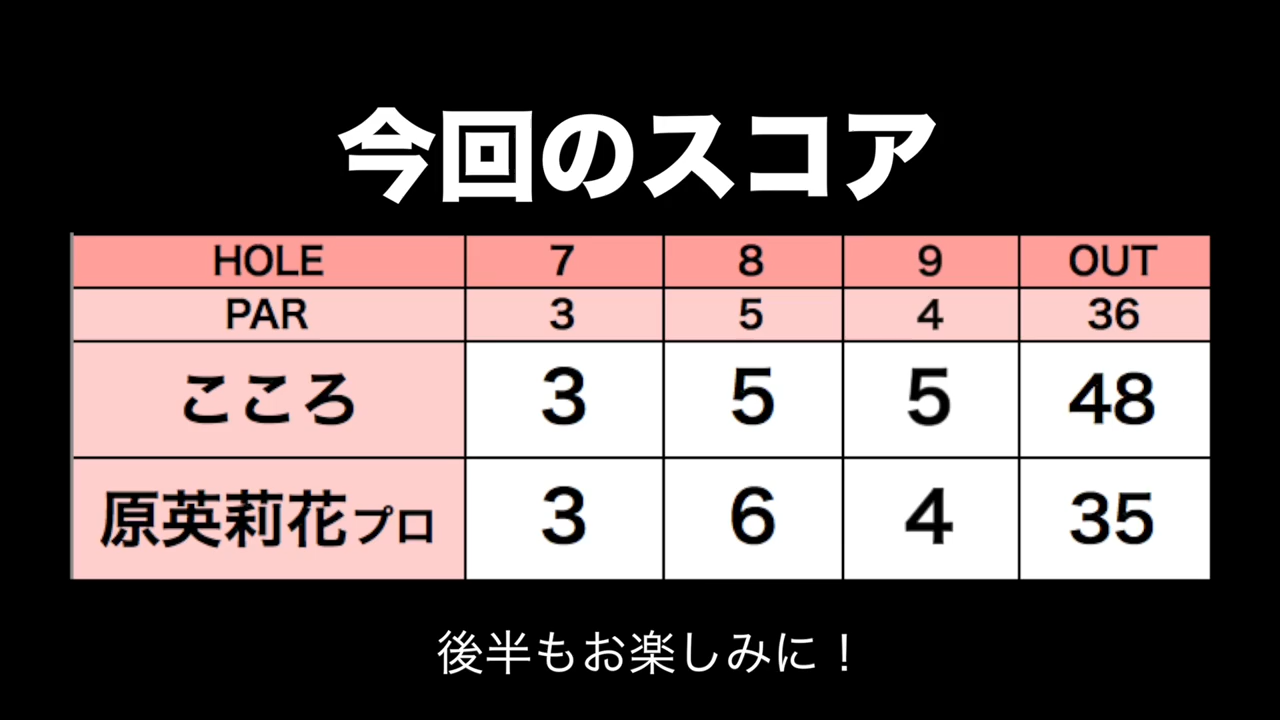 今回のスコア
HOLE 7 8 9 OUT
PAR 3 5 4 36
こころ 3 5 5 48
原英莉花プロ 3 6 4 35
後半もお楽しみに！